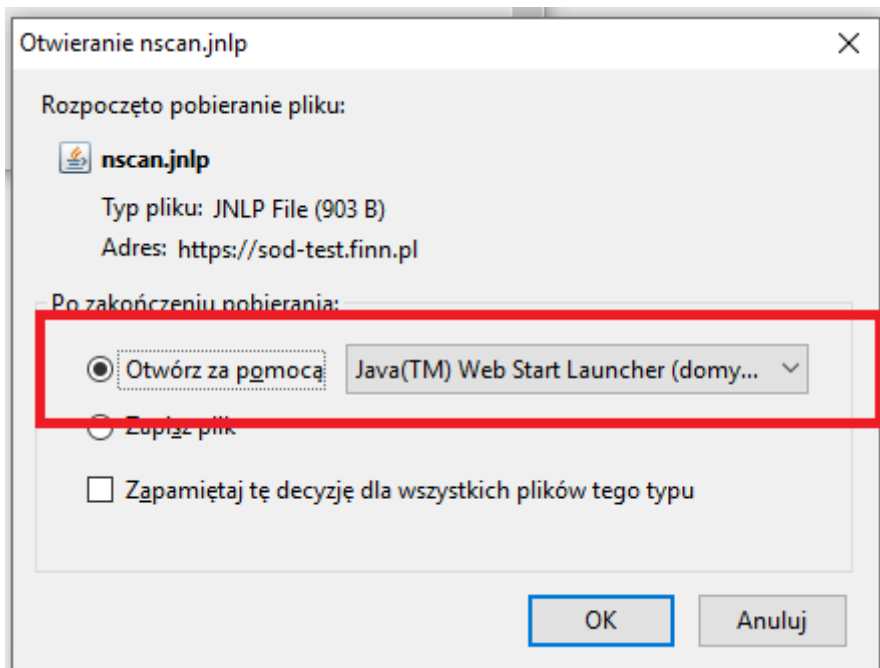 Otwieranie nscan.jnlp
Rozpoczęto pobieranie pliku:
nscan.jnlp
Typ pliku: JNLP File (903 B)
Adres: https://sod-test.finn.pl
Po zakończeniu pobierania:
Otwórz za pomocą Java(TM) Web Start Launcher (domy...
Zapisz plik
Zapamiętaj tę decyzję dla wszystkich plików tego typu
OK Anuluj